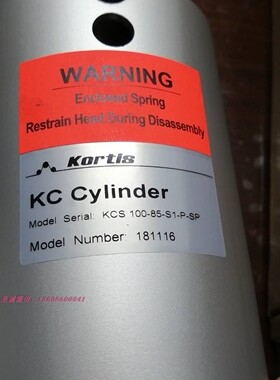 WARNING
Enclosed Spring
Restrain Head During Disassembly
Kortis
KC Cylinder
Model Serial: KCS 100-85-S1-P-SP
Model Number: 181116
18606600041